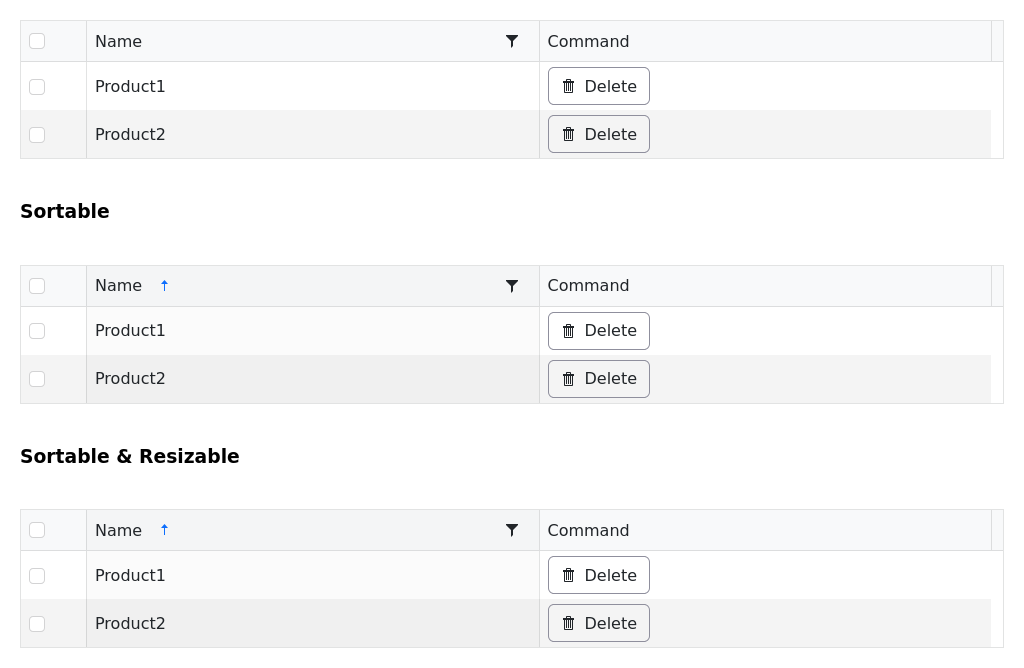 Name Command
Product1 Delete
Product2 Delete
Sortable
Name Command
Product1 Delete
Product2 Delete
Sortable & Resizable
Name Command
Product1 Delete
Product2 Delete